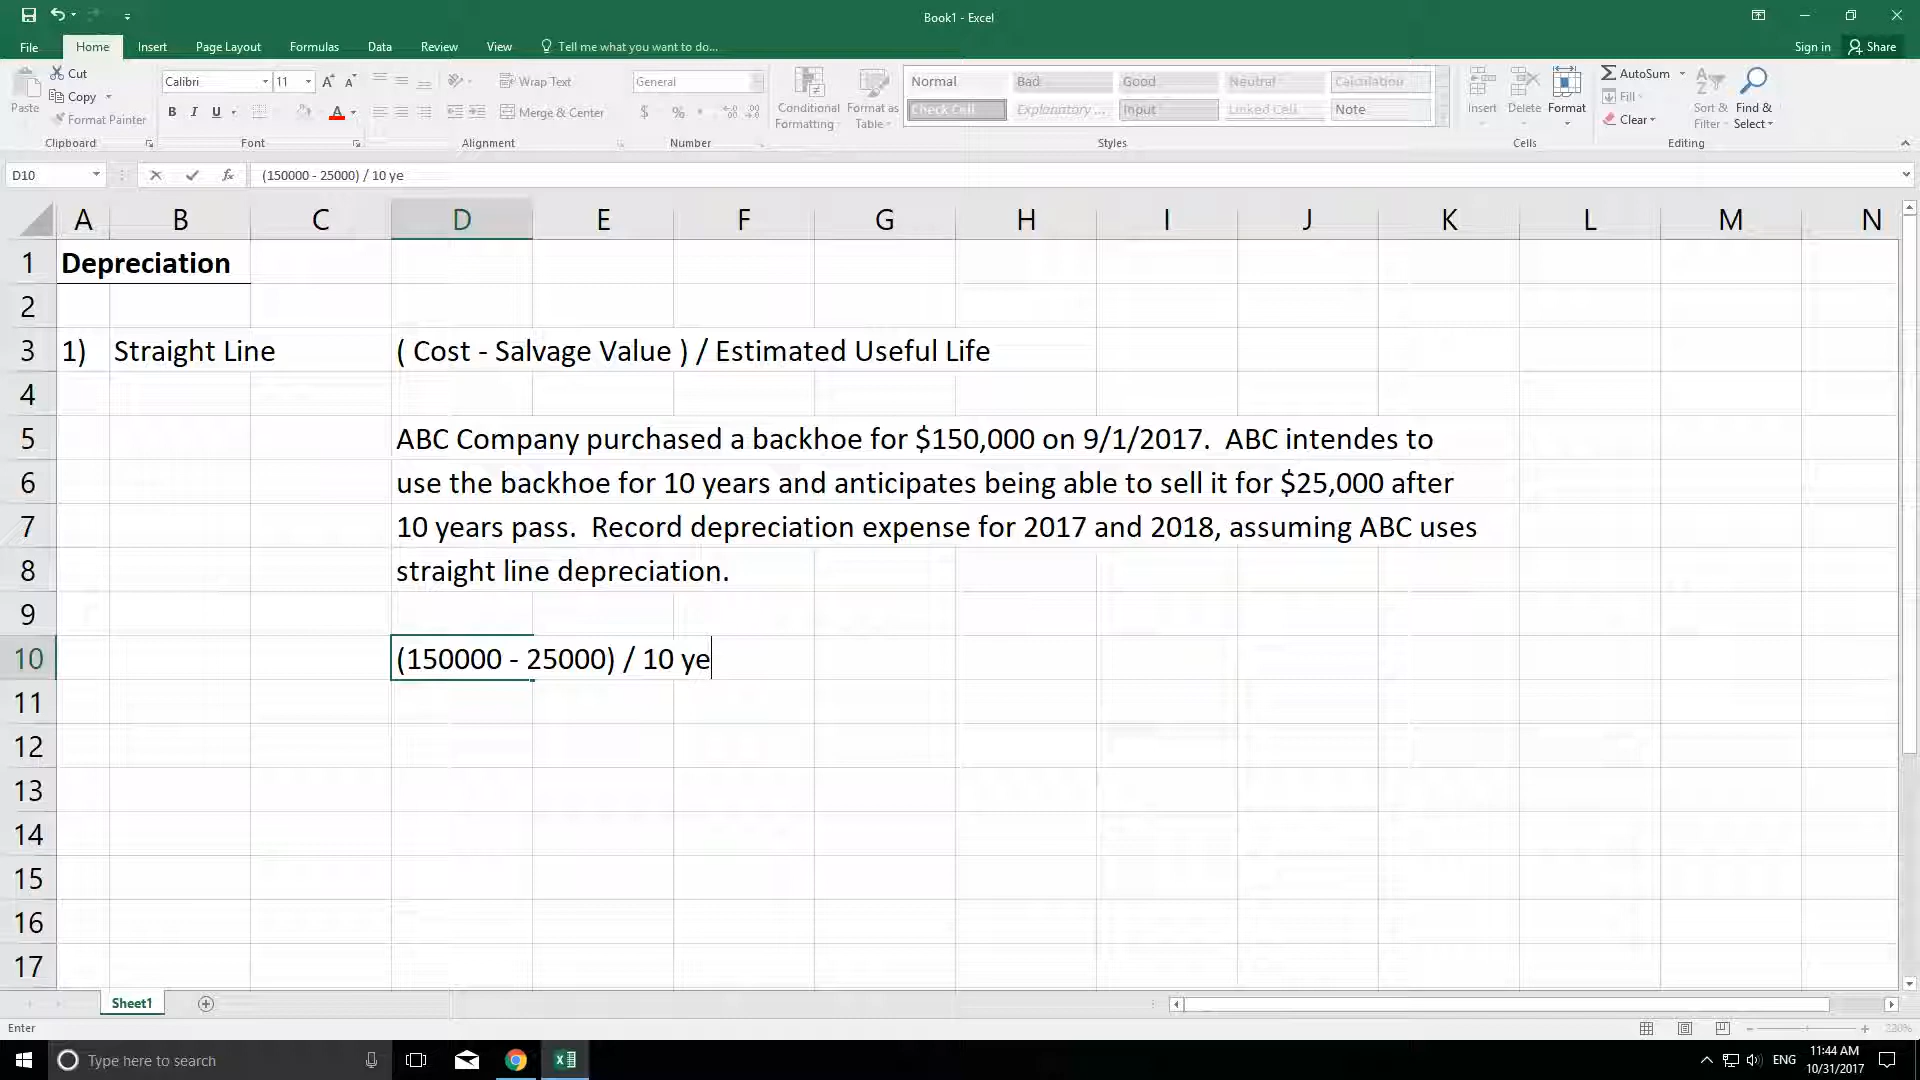 Book1 - Excel
File Home Insert Page Layout Formulas Data Review View Tell me what you want to do... Sign in Share
Cut
Copy
Format Painter
Paste
Clipboard
Calibri 11
B I U A
Font
Wrap Text
Merge & Center
Alignment
General
$ %
Number
Conditional Formatting
Format as Table
Normal Bad Good Neutral Calculation
Check Cell Explanatory ... Input Linked Cell Note
Styles
Insert Delete Format
Cells
AutoSum
Fill
Clear
Sort & Filter
Find & Select
Editing
D10 fx (150000 - 25000) / 10 ye
A B C D E F G H I J K L M N
1 Depreciation
2
3 1) Straight Line ( Cost - Salvage Value ) / Estimated Useful Life
4
5 ABC Company purchased a backhoe for $150,000 on 9/1/2017. ABC intendes to
6 use the backhoe for 10 years and anticipates being able to sell it for $25,000 after
7 10 years pass. Record depreciation expense for 2017 and 2018, assuming ABC uses
8 straight line depreciation.
9
10 (150000 - 25000) / 10 ye
11
12
13
14
15
16
17
Sheet1
Enter 220%
Type here to search
ENG 11:44 AM
10/31/2017